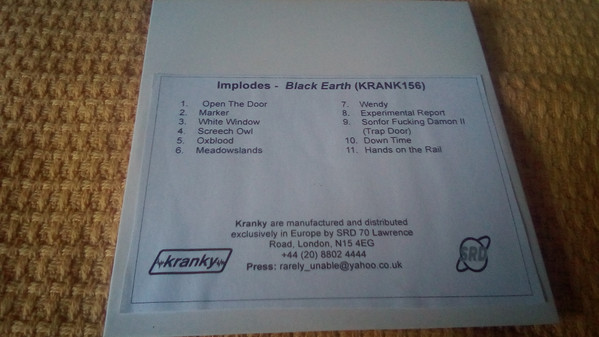 Implodes - Black Earth (KRANK156)
1. Open The Door
2. Marker
3. White Window
4. Screech Owl
5. Oxblood
6. Meadowslands
7. Wendy
8. Experimental Report
9. Sonfor Fucking Damon II
(Trap Door)
10. Down Time
11. Hands on the Rail
Kranky are manufactured and distributed
exclusively in Europe by SRD 70 Lawrence
Road, London, N15 4EG
+44 (20) 8802 4444
Press: rarely_unable@yahoo.co.uk
kranky
SRD